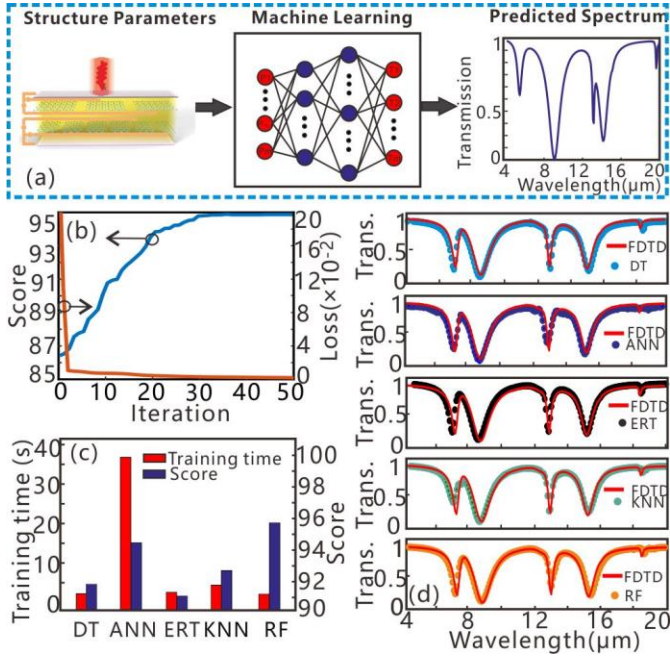 Structure Parameters
Machine Learning
Predicted Spectrum
Transmission
1
0.5
0
4 8 12 16 20
Wavelength(μm)
(a)
(b)
Score
95
93
91
89
87
85
Loss(×10-2)
20
16
12
8
4
0
0 10 20 30 40 50
Iteration
(c)
Training time (s)
40
30
20
10
0
Training time
Score
Score
100
98
96
94
92
90
DT ANN ERT KNN RF
Trans.
1
0.5
0
FDTD
DT
Trans.
1
0.5
0
FDTD
ANN
Trans.
1
0.5
0
FDTD
ERT
Trans.
1
0.5
0
FDTD
KNN
Trans.
1
0.5
0
FDTD
RF
(d)
4 8 12 16 20
Wavelength(μm)